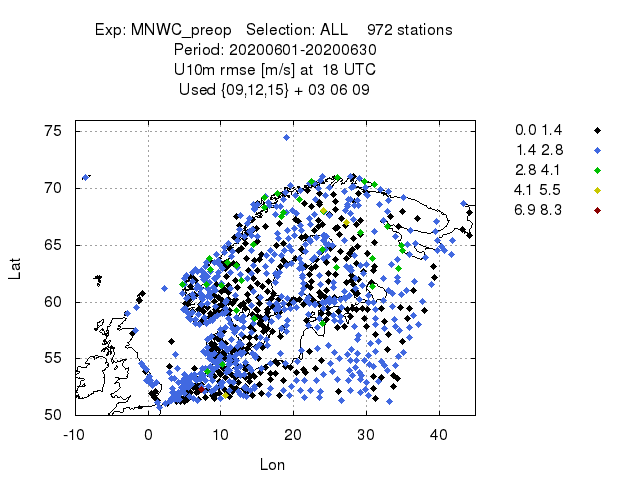 Exp: MNWC_preop Selection: ALL 972 stations
Period: 20200601-20200630
U10m rmse [m/s] at 18 UTC
Used {09,12,15} + 03 06 09
0.0 1.4
1.4 2.8
2.8 4.1
4.1 5.5
6.9 8.3
75
70
65
60
55
50
Lat
-10 0 10 20 30 40
Lon